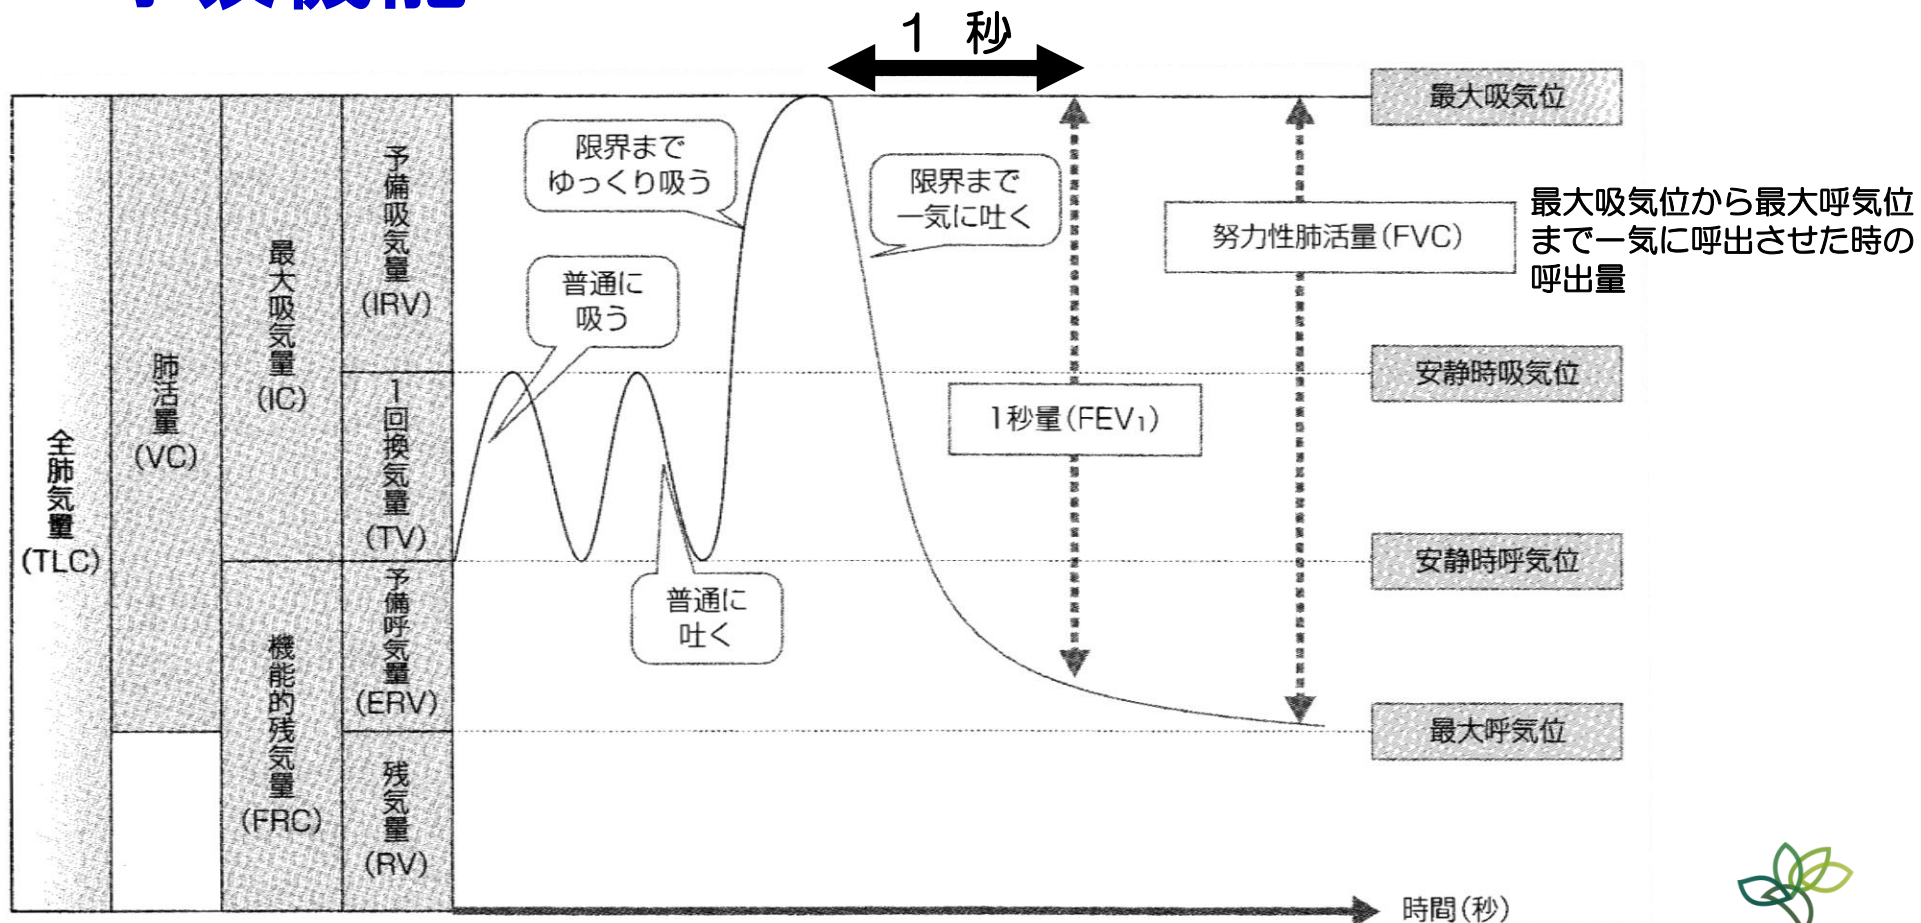 機能
1 秒
最大吸気位
予備吸気量
(IRV)
限界まで
ゆっくり吸う
限界まで
一気に吐く
最大吸気位から最大呼気位
まで一気に呼出させた時の
呼出量
努力性肺活量(FVC)
最大吸気量
(IC)
普通に
吸う
肺活量
(VC)
安静時吸気位
1回換気量
(TV)
1秒量(FEV₁)
全肺気量
(TLC)
安静時呼気位
予備呼気量
(ERV)
普通に
吐く
機能的残気量
(FRC)
最大呼気位
残気量
(RV)
時間(秒)